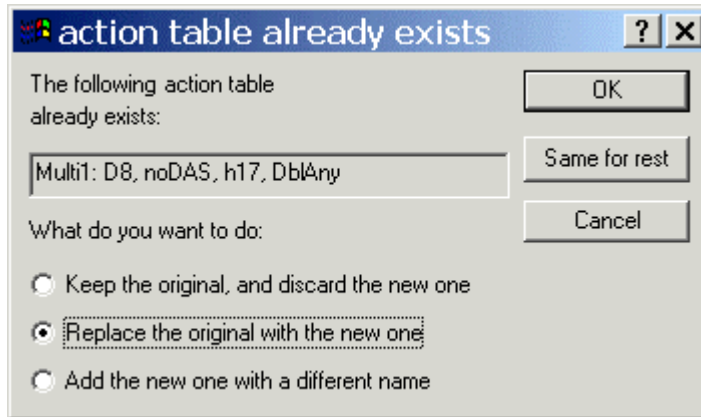 action table already exists
The following action table
already exists:
OK
Multi1: D8, noDAS, h17, DblAny
Same for rest
What do you want to do:
Cancel
Keep the original, and discard the new one
Replace the original with the new one
Add the new one with a different name